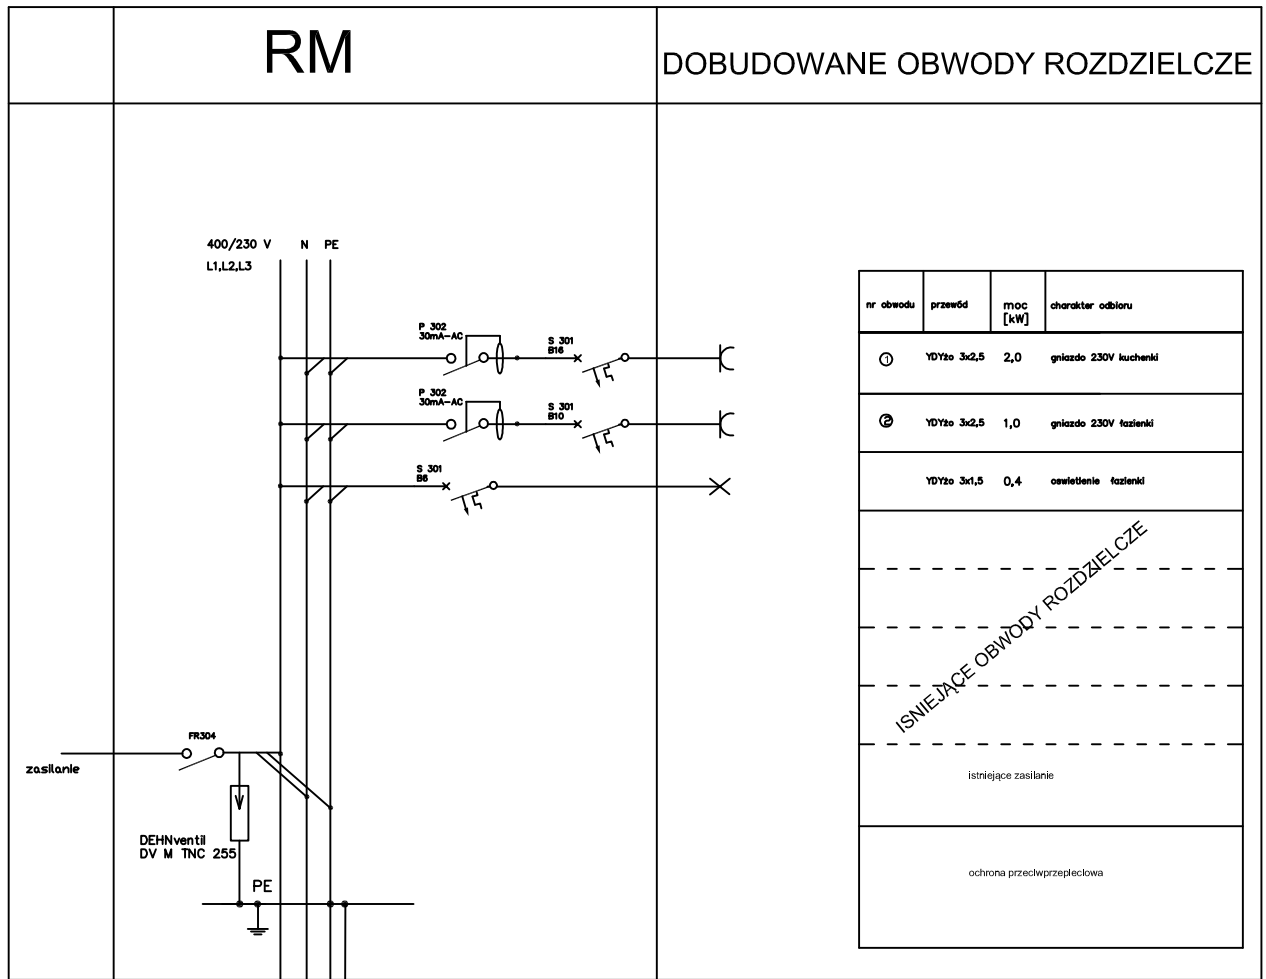 RM
DOBUDOWANE OBWODY ROZDZIELCZE
400/230 V N PE
L1,L2,L3
P 302
30mA-AC
S 301
B16
P 302
30mA-AC
S 301
B10
S 301
B6
nr obwodu przewód moc [kW] charakter odbioru
1 YDYżo 3x2,5 2,0 gniazdo 230V kuchenki
2 YDYżo 3x2,5 1,0 gniazdo 230V łazienki
YDYżo 3x1,5 0,4 oswietlenie łazienki
ISNIEJĄCE OBWODY ROZDZIELCZE
istniejące zasilanie
ochrona przeciwprzepieciowa
FR304
zasilanie
DEHNventil
DV M TNC 255
PE